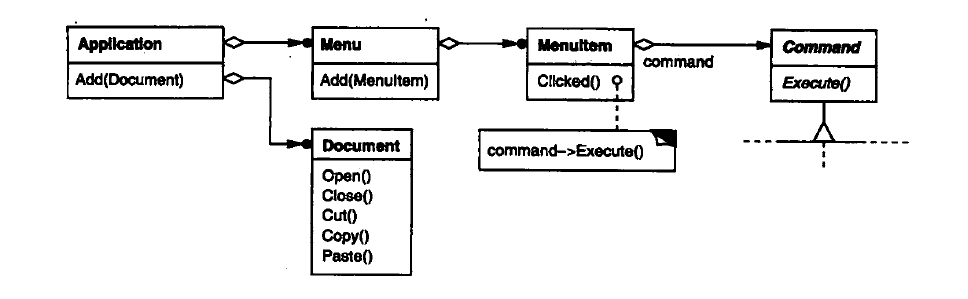 Application
Add(Document)
Menu
Add(MenuItem)
MenuItem
Clicked()
command
Command
Execute()
command->Execute()
Document
Open()
Close()
Cut()
Copy()
Paste()